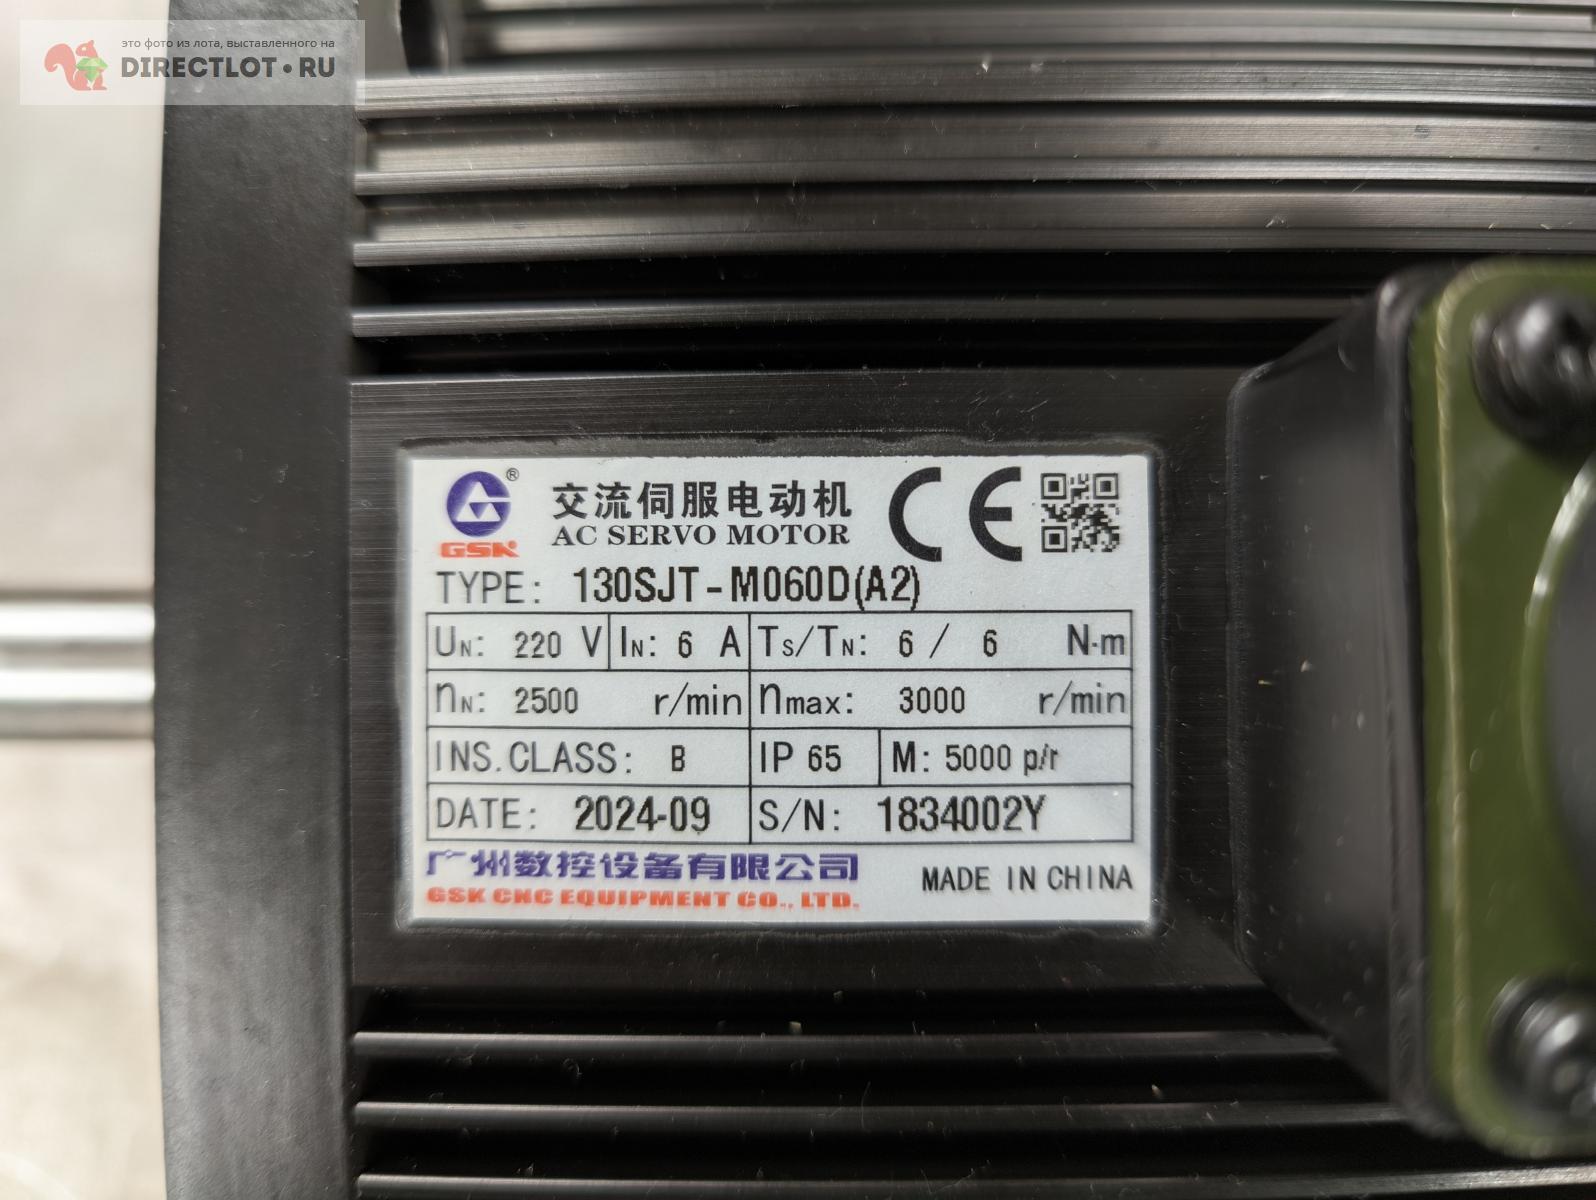 это фото из лота, выставленного на
DIRECTLOT•RU
GSK ®
交流伺服电动机
AC SERVO MOTOR
CE
TYPE: 130SJT-M060D(A2)
UN: 220 V IN: 6 A TS/TN: 6 / 6 N·m
nN: 2500 r/min nmax: 3000 r/min
INS.CLASS: B IP 65 M: 5000 p/r
DATE: 2024-09 S/N: 1834002Y
广州数控设备有限公司
GSK CNC EQUIPMENT CO., LTD.
MADE IN CHINA